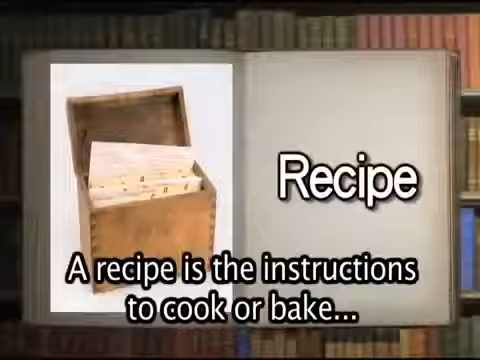 Recipe
A recipe is the instructions
to cook or bake...